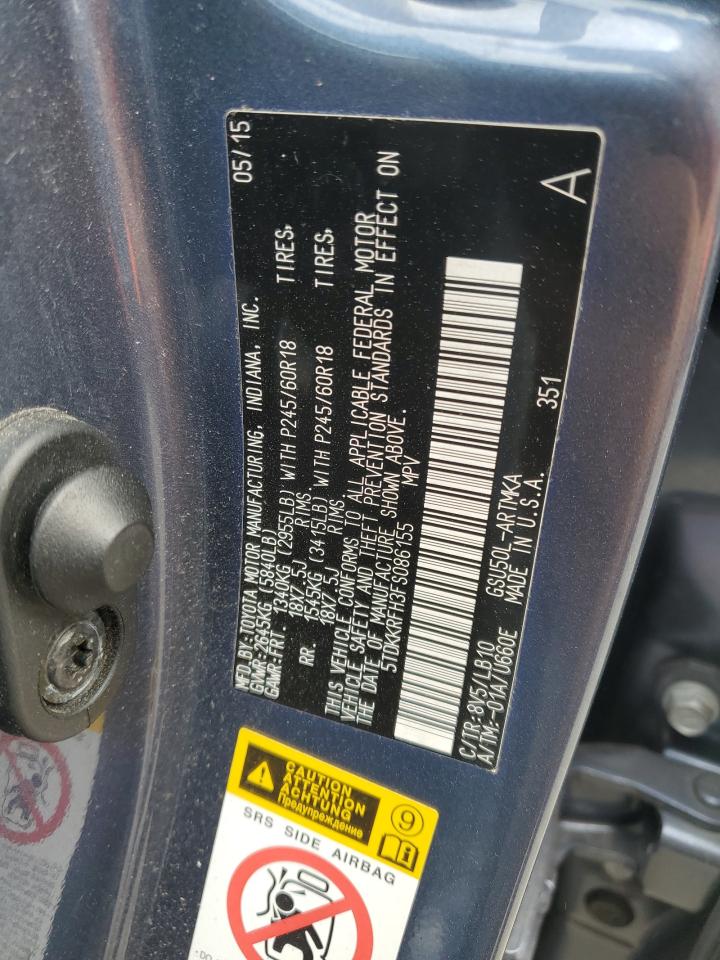 MFD.BY:TOYOTA MOTOR MANUFACTURING, INDIANA, INC. 05/15
GVWR:2645KG (5840LB)
GAWR:FRT. 1340KG (2955LB) WITH P245/60R18 TIRES,
18X7.5J RIMS
RR. 1545KG (3415LB) WITH P245/60R18 TIRES,
18X7.5J RIMS
THIS VEHICLE CONFORMS TO ALL APPLICABLE FEDERAL MOTOR
VEHICLE SAFETY AND THEFT PREVENTION STANDARDS IN EFFECT ON
THE DATE OF MANUFACTURE SHOWN ABOVE.
5TDKKRFH3FS086155 MPV
C/TR:8V5/LB10 GSU50L-ARTMKA 351 A
A/TM:-01A/U660E MADE IN U.S.A.
CAUTION
ATTENTION
ACHTUNG
Предупреждение
9
SRS SIDE AIRBAG